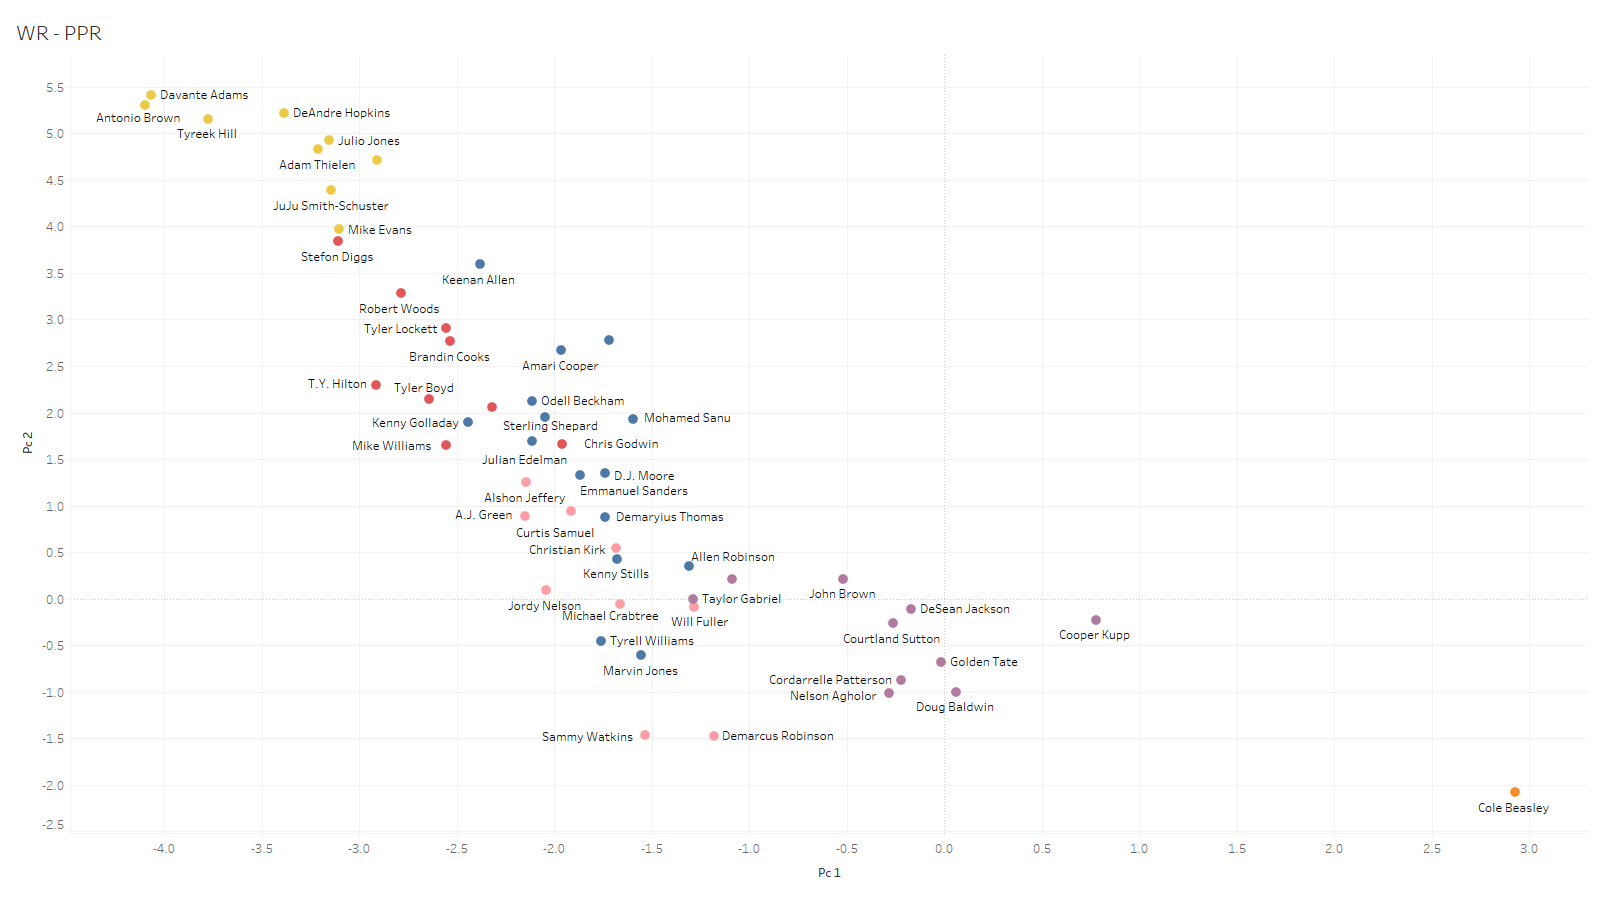 WR - PPR
5.5
Davante Adams
DeAndre Hopkins
Antonio Brown
5.0
Tyreek Hill
Julio Jones
Adam Thielen
4.5
JuJu Smith-Schuster
4.0
Mike Evans
Stefon Diggs
3.5
Keenan Allen
Robert Woods
3.0
Tyler Lockett
Brandin Cooks
2.5
Amari Cooper
T.Y. Hilton
Tyler Boyd
Odell Beckham
2.0
Mohamed Sanu
Kenny Golladay
Sterling Shepard
Pc 2
Mike Williams
Chris Godwin
1.5
Julian Edelman
D.J. Moore
Emmanuel Sanders
Alshon Jeffery
1.0
A.J. Green
Demaryius Thomas
Curtis Samuel
0.5
Christian Kirk
Allen Robinson
Kenny Stills
John Brown
0.0
Taylor Gabriel
Jordy Nelson
DeSean Jackson
Michael Crabtree
Will Fuller
Cooper Kupp
Courtland Sutton
-0.5
Tyrell Williams
Golden Tate
Marvin Jones
Cordarrelle Patterson
-1.0
Nelson Agholor
Doug Baldwin
-1.5
Sammy Watkins
Demarcus Robinson
-2.0
Cole Beasley
-2.5
-4.0 -3.5 -3.0 -2.5 -2.0 -1.5 -1.0 -0.5 0.0 0.5 1.0 1.5 2.0 2.5 3.0
Pc 1